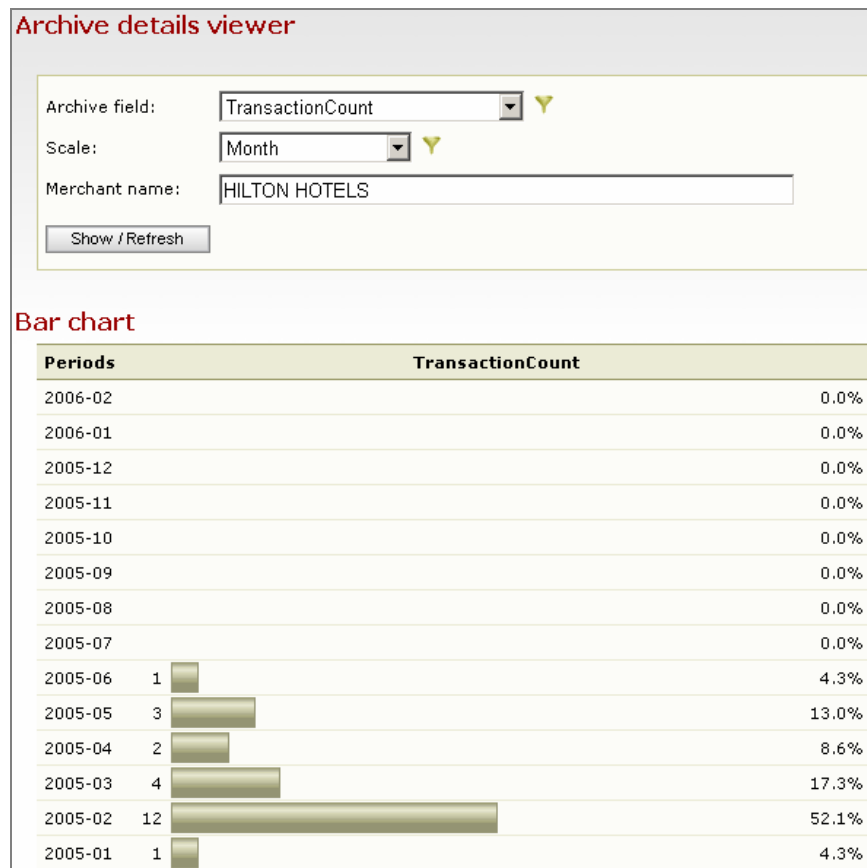 Archive details viewer
Archive field: TransactionCount
Scale: Month
Merchant name: HILTON HOTELS
Show / Refresh
Bar chart
Periods TransactionCount
2006-02 0.0%
2006-01 0.0%
2005-12 0.0%
2005-11 0.0%
2005-10 0.0%
2005-09 0.0%
2005-08 0.0%
2005-07 0.0%
2005-06 1 4.3%
2005-05 3 13.0%
2005-04 2 8.6%
2005-03 4 17.3%
2005-02 12 52.1%
2005-01 1 4.3%